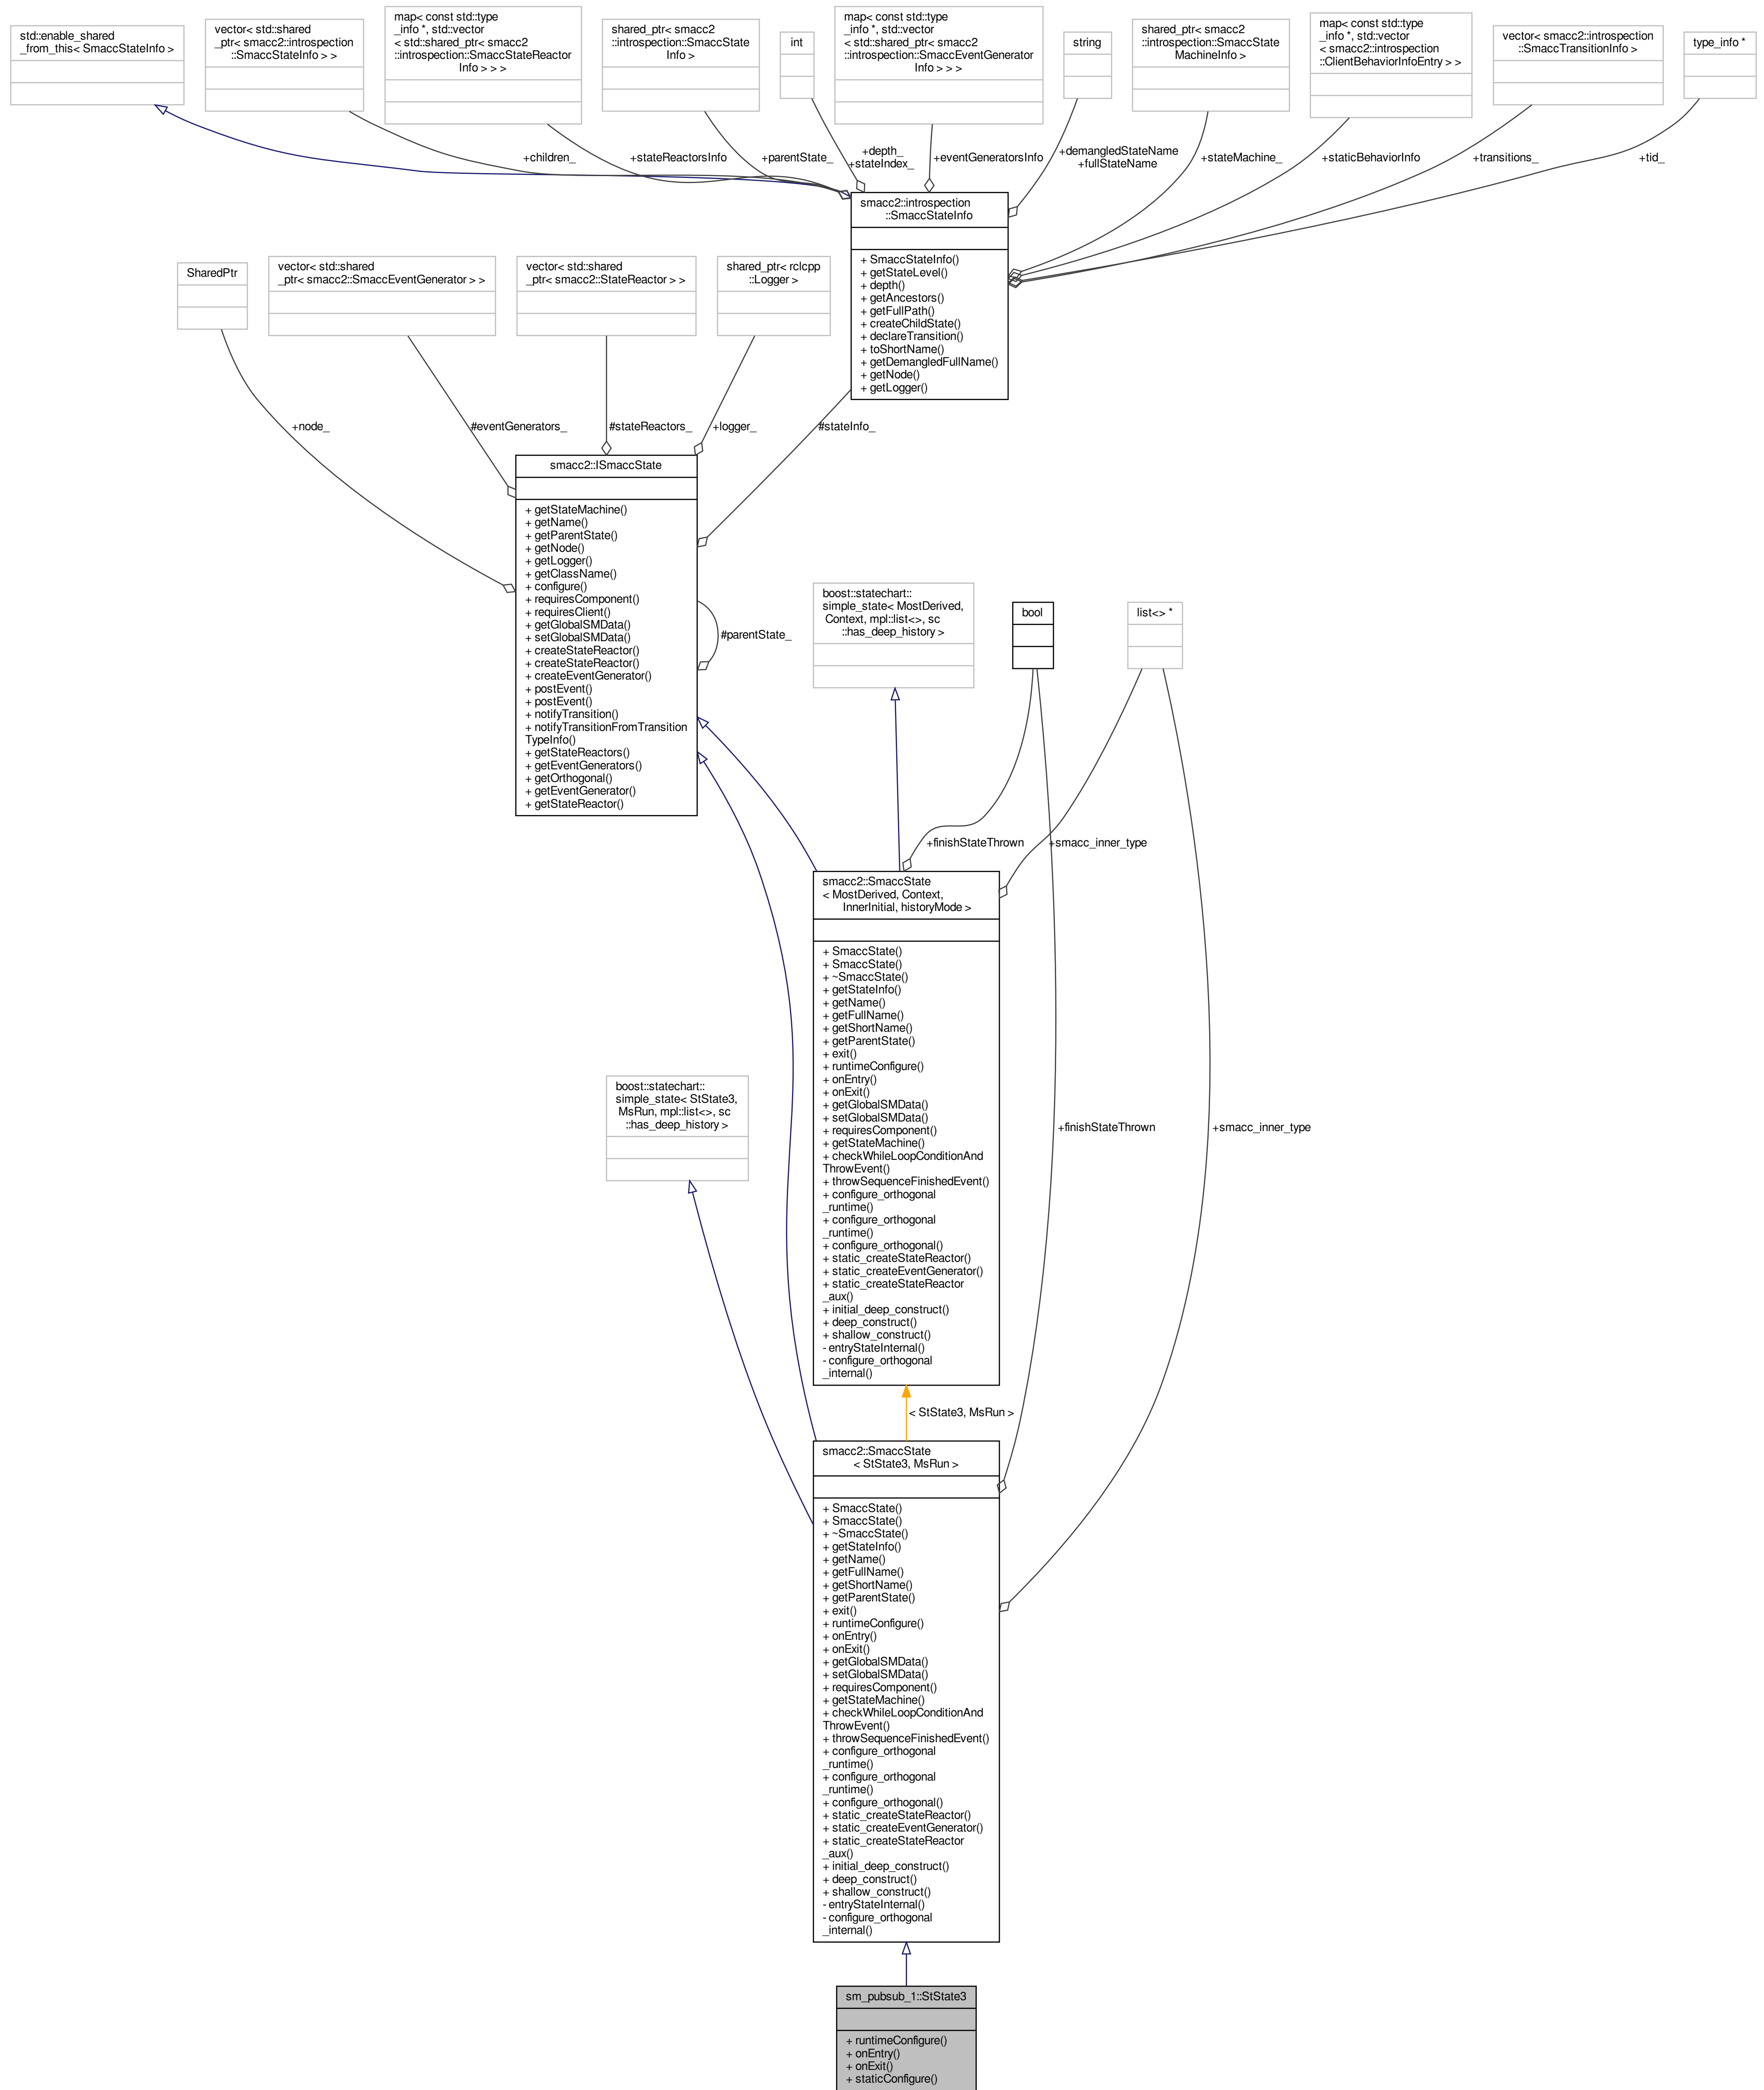 std::enable_shared
_from_this< SmaccStateInfo >
vector< std::shared
_ptr< smacc2::introspection
::SmaccStateInfo > >
map< const std::type
_info *, std::vector
< std::shared_ptr< smacc2
::introspection::SmaccStateReactor
Info > > >
shared_ptr< smacc2
::introspection::SmaccState
Info >
int
map< const std::type
_info *, std::vector
< std::shared_ptr< smacc2
::introspection::SmaccEventGenerator
Info > > >
string
shared_ptr< smacc2
::introspection::SmaccState
MachineInfo >
map< const std::type
_info *, std::vector
< smacc2::introspection
::ClientBehaviorInfoEntry > >
vector< smacc2::introspection
::SmaccTransitionInfo >
type_info *
+children_
+stateReactorsInfo
+parentState_
+depth_
+stateIndex_
+eventGeneratorsInfo
+demangledStateName
+fullStateName
+stateMachine_
+staticBehaviorInfo
+transitions_
+tid_
smacc2::introspection
::SmaccStateInfo
+ SmaccStateInfo()
+ getStateLevel()
+ depth()
+ getAncestors()
+ getFullPath()
+ createChildState()
+ declareTransition()
+ toShortName()
+ getDemangledFullName()
+ getNode()
+ getLogger()
SharedPtr
vector< std::shared
_ptr< smacc2::SmaccEventGenerator > >
vector< std::shared
_ptr< smacc2::StateReactor > >
shared_ptr< rclcpp
::Logger >
+node_
#eventGenerators_
#stateReactors_
+logger_
#stateInfo_
smacc2::ISmaccState
+ getStateMachine()
+ getName()
+ getParentState()
+ getNode()
+ getLogger()
+ getClassName()
+ configure()
+ requiresComponent()
+ requiresClient()
+ getGlobalSMData()
+ setGlobalSMData()
+ createStateReactor()
+ createStateReactor()
+ createEventGenerator()
+ postEvent()
+ postEvent()
+ notifyTransition()
+ notifyTransitionFromTransition
TypeInfo()
+ getStateReactors()
+ getEventGenerators()
+ getOrthogonal()
+ getEventGenerator()
+ getStateReactor()
#parentState_
boost::statechart::
simple_state< MostDerived,
Context, mpl::list<>, sc
::has_deep_history >
bool
list<> *
+finishStateThrown
+smacc_inner_type
smacc2::SmaccState
< MostDerived, Context,
InnerInitial, historyMode >
+ SmaccState()
+ SmaccState()
+ ~SmaccState()
+ getStateInfo()
+ getName()
+ getFullName()
+ getShortName()
+ getParentState()
+ exit()
+ runtimeConfigure()
+ onEntry()
+ onExit()
+ getGlobalSMData()
+ setGlobalSMData()
+ requiresComponent()
+ getStateMachine()
+ checkWhileLoopConditionAnd
ThrowEvent()
+ throwSequenceFinishedEvent()
+ configure_orthogonal
_runtime()
+ configure_orthogonal
_runtime()
+ configure_orthogonal()
+ static_createStateReactor()
+ static_createEventGenerator()
+ static_createStateReactor
_aux()
+ initial_deep_construct()
+ deep_construct()
+ shallow_construct()
- entryStateInternal()
- configure_orthogonal
_internal()
boost::statechart::
simple_state< StState3,
MsRun, mpl::list<>, sc
::has_deep_history >
+finishStateThrown
+smacc_inner_type
< StState3, MsRun >
smacc2::SmaccState
< StState3, MsRun >
+ SmaccState()
+ SmaccState()
+ ~SmaccState()
+ getStateInfo()
+ getName()
+ getFullName()
+ getShortName()
+ getParentState()
+ exit()
+ runtimeConfigure()
+ onEntry()
+ onExit()
+ getGlobalSMData()
+ setGlobalSMData()
+ requiresComponent()
+ getStateMachine()
+ checkWhileLoopConditionAnd
ThrowEvent()
+ throwSequenceFinishedEvent()
+ configure_orthogonal
_runtime()
+ configure_orthogonal
_runtime()
+ configure_orthogonal()
+ static_createStateReactor()
+ static_createEventGenerator()
+ static_createStateReactor
_aux()
+ initial_deep_construct()
+ deep_construct()
+ shallow_construct()
- entryStateInternal()
- configure_orthogonal
_internal()
sm_pubsub_1::StState3
+ runtimeConfigure()
+ onEntry()
+ onExit()
+ staticConfigure()